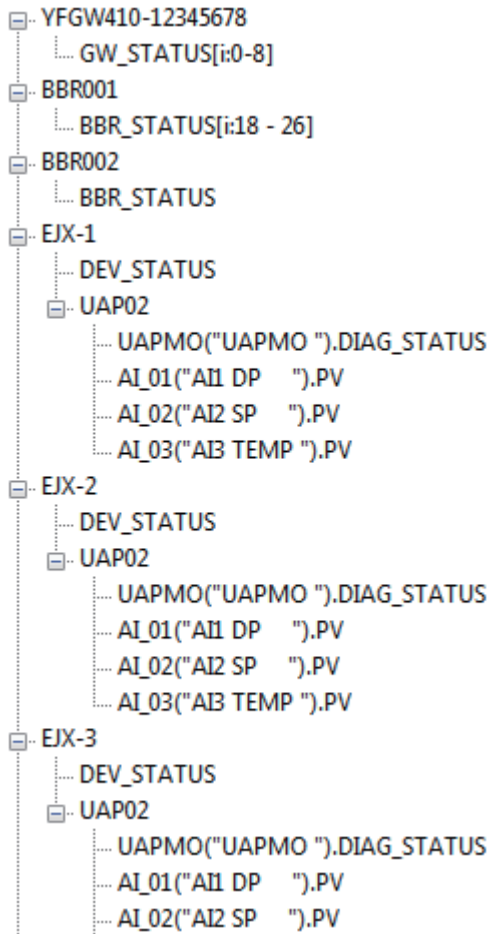 YFGW410-12345678
GW_STATUS[i:0-8]
BBR001
BBR_STATUS[i:18 - 26]
BBR002
BBR_STATUS
EJX-1
DEV_STATUS
UAP02
UAPMO("UAPMO ").DIAG_STATUS
AI_01("AI1 DP    ").PV
AI_02("AI2 SP    ").PV
AI_03("AI3 TEMP ").PV
EJX-2
DEV_STATUS
UAP02
UAPMO("UAPMO ").DIAG_STATUS
AI_01("AI1 DP    ").PV
AI_02("AI2 SP    ").PV
AI_03("AI3 TEMP ").PV
EJX-3
DEV_STATUS
UAP02
UAPMO("UAPMO ").DIAG_STATUS
AI_01("AI1 DP    ").PV
AI_02("AI2 SP    ").PV